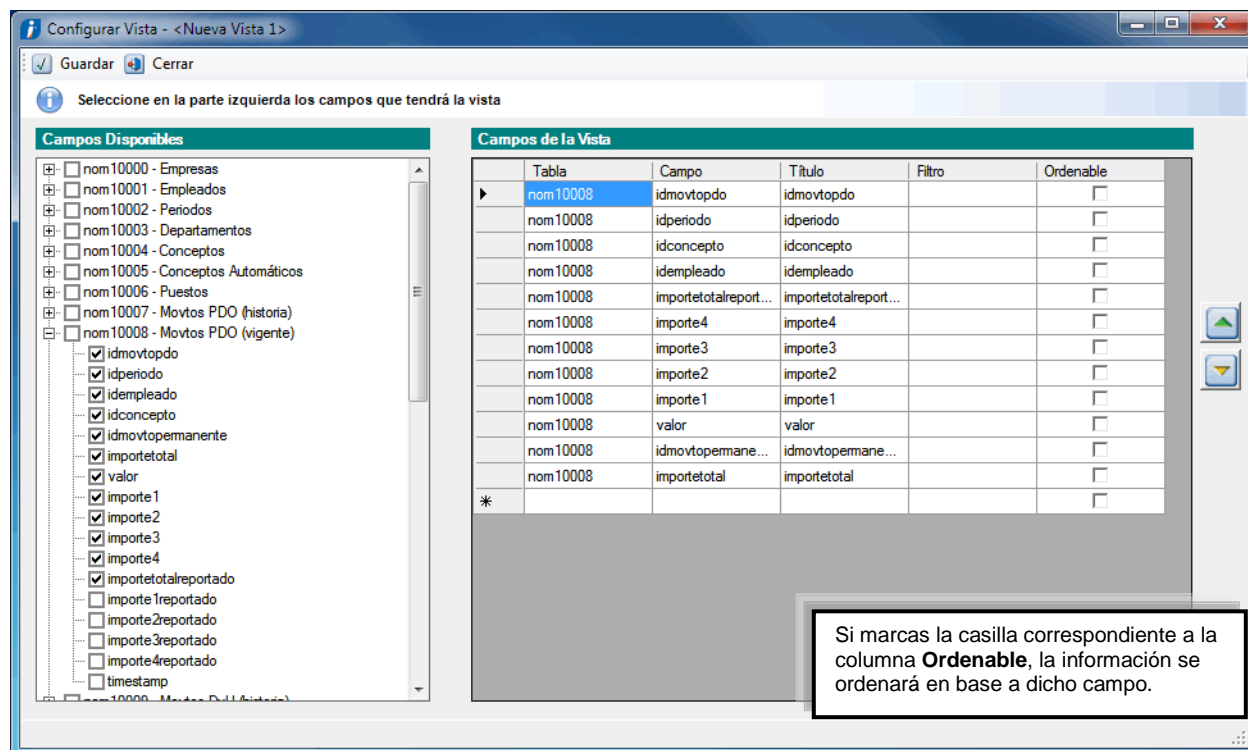 Configurar Vista - <Nueva Vista 1>
Guardar Cerrar
Seleccione en la parte izquierda los campos que tendrá la vista
Campos Disponibles
nom10000 - Empresas
nom10001 - Empleados
nom10002 - Periodos
nom10003 - Departamentos
nom10004 - Conceptos
nom10005 - Conceptos Automáticos
nom10006 - Puestos
nom10007 - Movtos PDO (historia)
nom10008 - Movtos PDO (vigente)
idmovtopdo
idperiodo
idempleado
idconcepto
idmovtopermanente
importetotal
valor
importe1
importe2
importe3
importe4
importetotalreportado
importe1reportado
importe2reportado
importe3reportado
importe4reportado
timestamp
Campos de la Vista
Tabla Campo Título Filtro Ordenable
nom10008 idmovtopdo idmovtopdo
nom10008 idperiodo idperiodo
nom10008 idconcepto idconcepto
nom10008 idempleado idempleado
nom10008 importetotalreport... importetotalreport...
nom10008 importe4 importe4
nom10008 importe3 importe3
nom10008 importe2 importe2
nom10008 importe1 importe1
nom10008 valor valor
nom10008 idmovtopermane... idmovtopermane...
nom10008 importetotal importetotal
Si marcas la casilla correspondiente a la
columna Ordenable, la información se
ordenará en base a dicho campo.